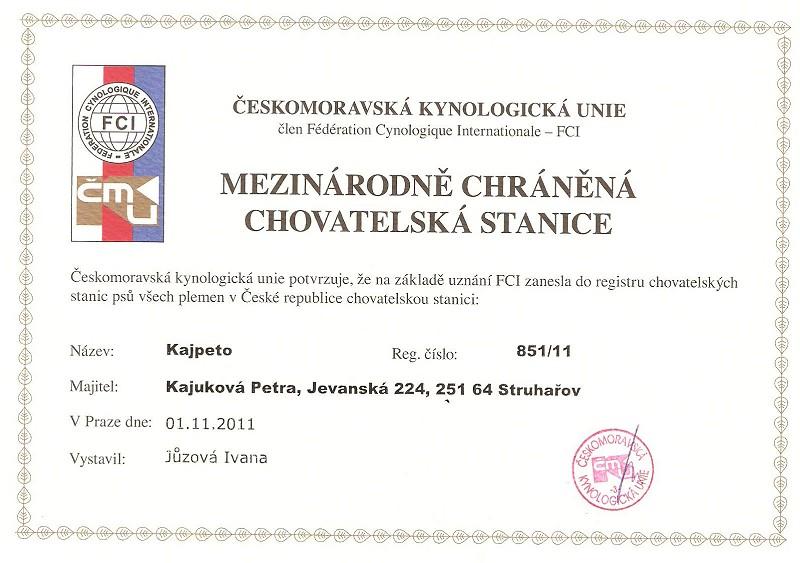 FÉDÉRATION CYNOLOGIQUE INTERNATIONALE
FCI
čmku
ČESKOMORAVSKÁ KYNOLOGICKÁ UNIE
člen Fédération Cynologique Internationale – FCI
MEZINÁRODNĚ CHRÁNĚNÁ
CHOVATELSKÁ STANICE
Českomoravská kynologická unie potvrzuje, že na základě uznání FCI zanesla do registru chovatelských
stanic psů všech plemen v České republice chovatelskou stanici:
Název: Kajpeto Reg. číslo: 851/11
Majitel: Kajuková Petra, Jevanská 224, 251 64 Struhařov
V Praze dne: 01.11.2011
Vystavil: Jůzová Ivana
ČESKOMORAVSKÁ
KYNOLOGICKÁ UNIE